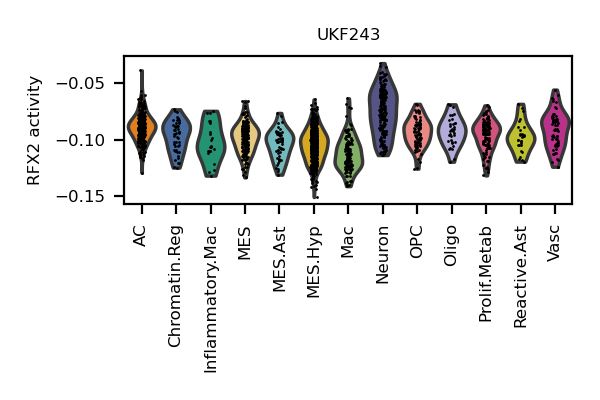 UKF243
RFX2 activity
−0.05
−0.10
−0.15
AC
Chromatin.Reg
Inflammatory.Mac
MES
MES.Ast
MES.Hyp
Mac
Neuron
OPC
Oligo
Prolif.Metab
Reactive.Ast
Vasc